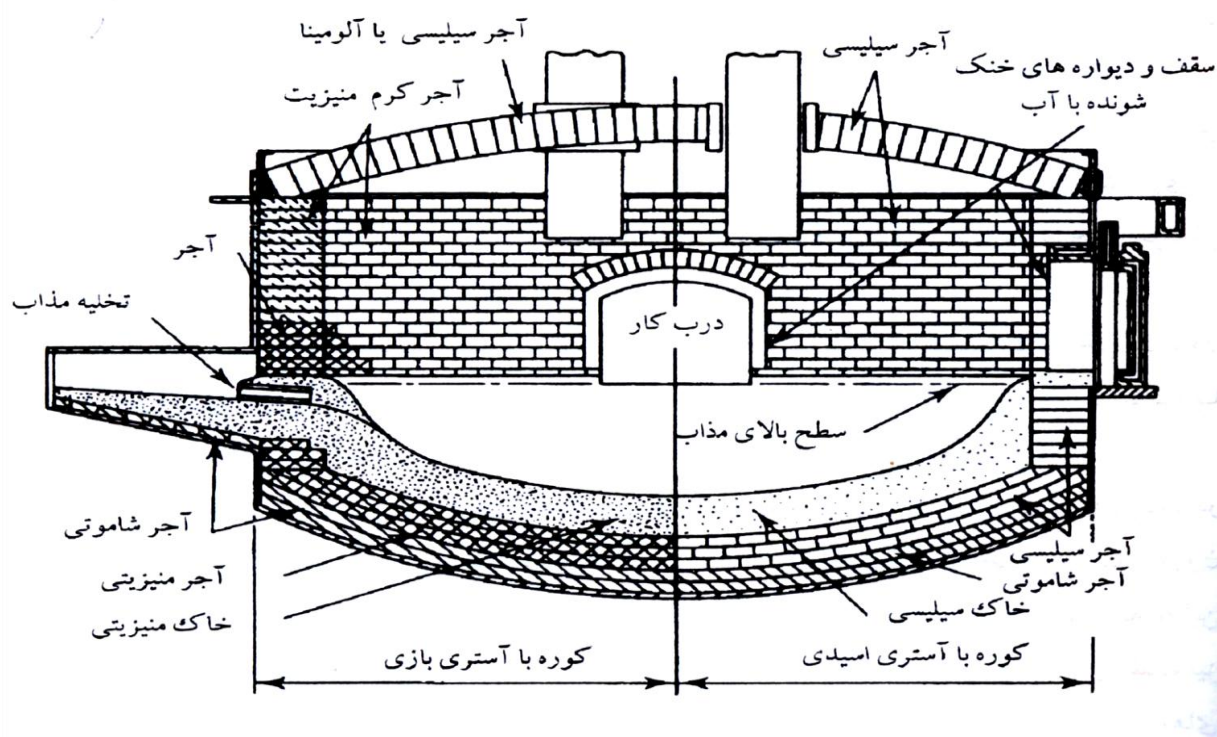 آجر سیلیسی یا آلومینا
آجر سیلیسی
سقف و دیواره های خنک
شونده با آب
آجر کرم منیزیت
آجر
تخلیه مذاب
درب کار
سطح بالای مذاب
آجر شاموتی
آجر منیزیتی
خاک منیزیتی
آجر سیلیسی
آجر شاموتی
خاک سیلیسی
کوره با آستری بازی
کوره با آستری اسیدی